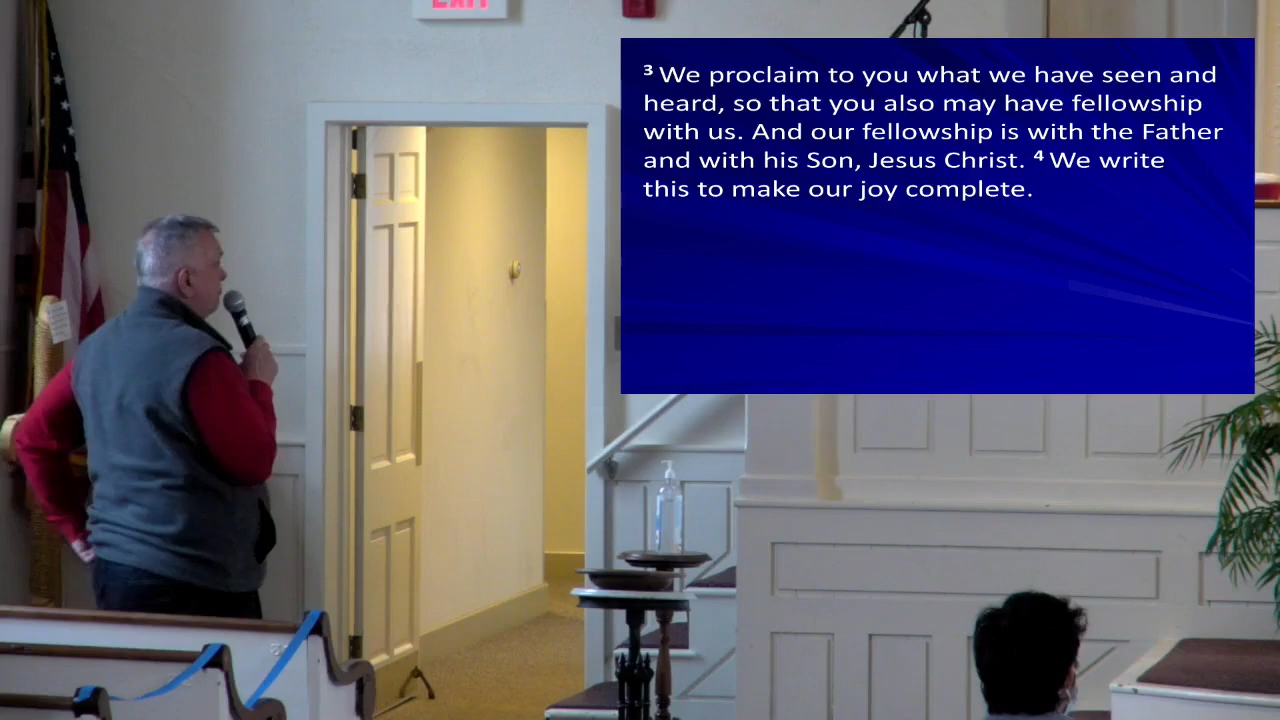 EXIT
³ We proclaim to you what we have seen and
heard, so that you also may have fellowship
with us. And our fellowship is with the Father
and with his Son, Jesus Christ. ⁴ We write
this to make our joy complete.